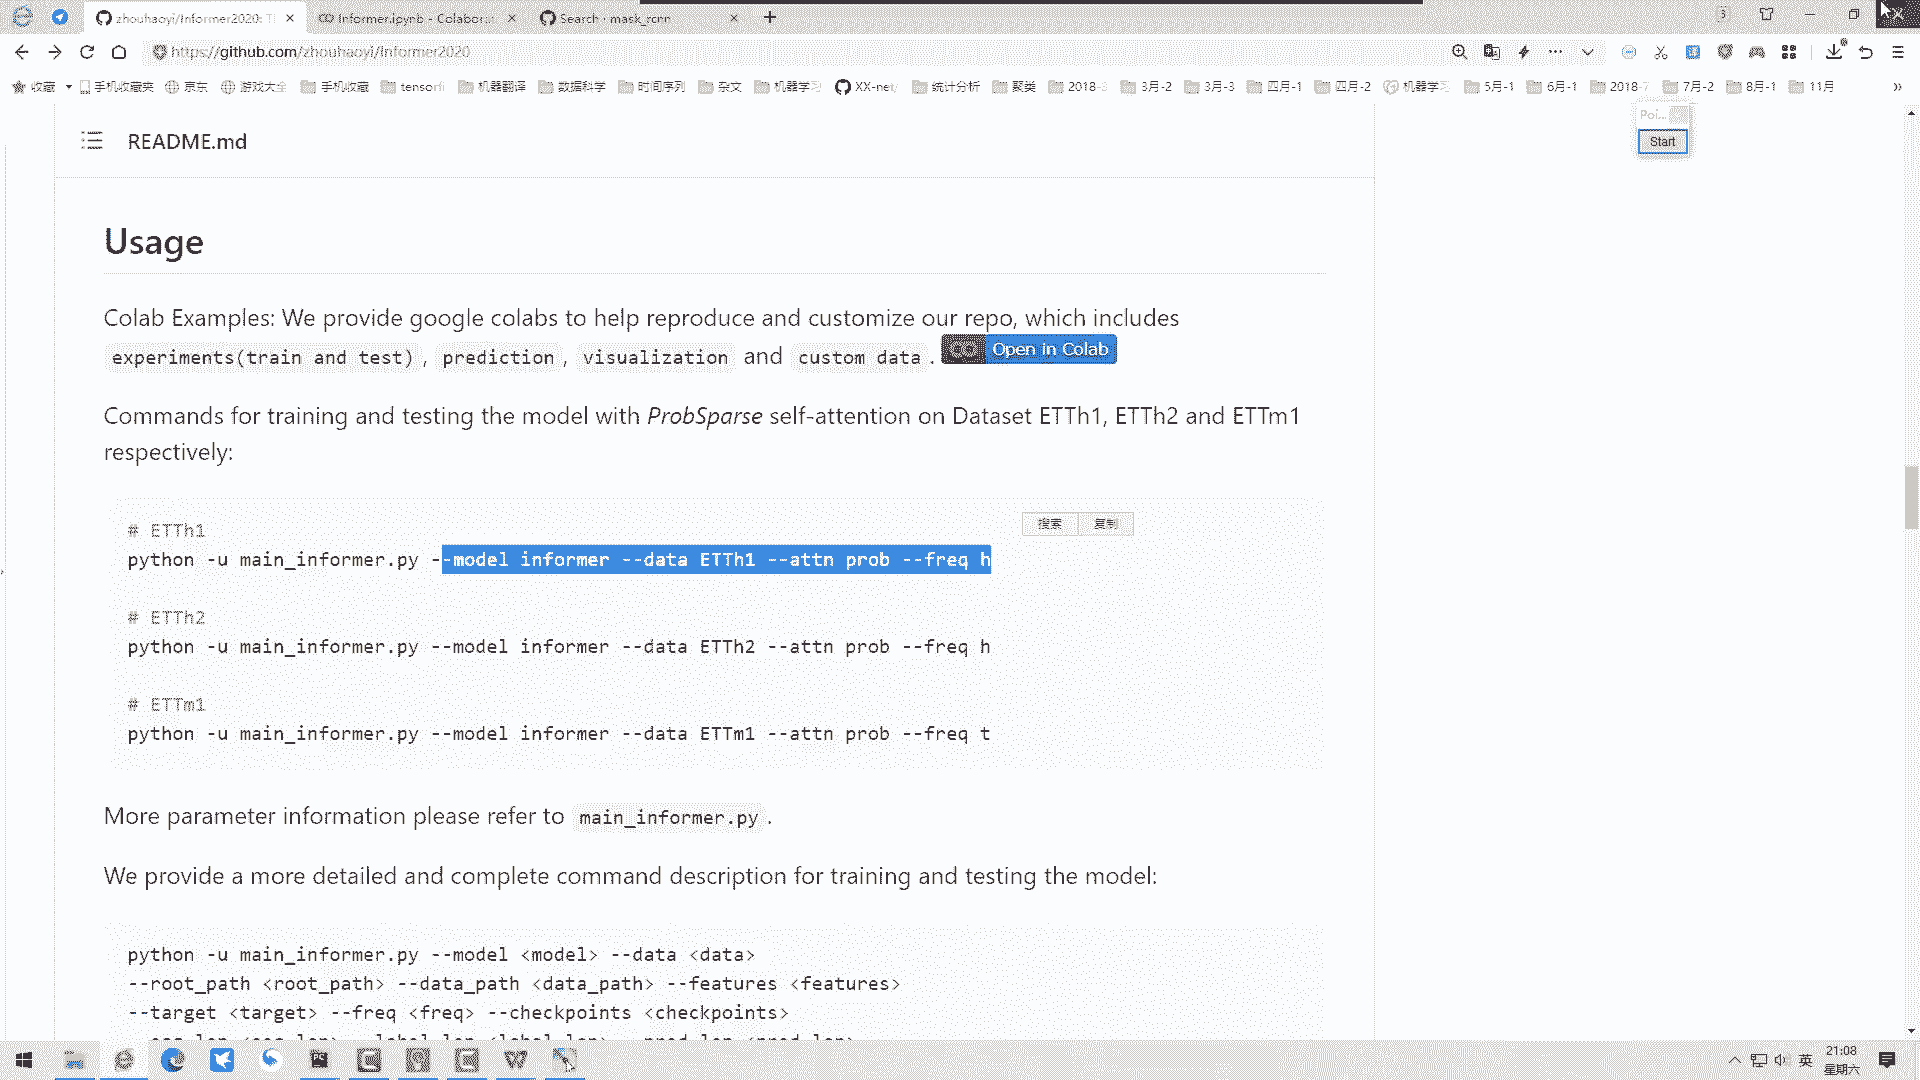 zhouhaoyi/Informer2020: T
Informer.ipynb - Colaborat
Search · mask_rcnn
3
https://github.com/zhouhaoyi/Informer2020
收藏 手机收藏夹 京东 游戏大全 手机收藏 tensorfl 机器翻译 数据科学 时间序列 杂文 机器学习 XX-net/ 统计分析 聚类 2018-3 3月-2 3月-3 四月-1 四月-2 机器学习 5月-1 6月-1 2018-7 7月-2 8月-1 11月 »
README.md
Poi...
Start
Usage
Colab Examples: We provide google colabs to help reproduce and customize our repo, which includes
experiments(train and test) , prediction , visualization and custom data . Open in Colab
Commands for training and testing the model with ProbSparse self-attention on Dataset ETTh1, ETTh2 and ETTm1
respectively:
搜索 复制
# ETTh1
python -u main_informer.py --model informer --data ETTh1 --attn prob --freq h
# ETTh2
python -u main_informer.py --model informer --data ETTh2 --attn prob --freq h
# ETTm1
python -u main_informer.py --model informer --data ETTm1 --attn prob --freq t
More parameter information please refer to main_informer.py .
We provide a more detailed and complete command description for training and testing the model:
python -u main_informer.py --model <model> --data <data>
--root_path <root_path> --data_path <data_path> --features <features>
--target <target> --freq <freq> --checkpoints <checkpoints>
--seq_len <seq_len> --label_len <label_len> --pred_len <pred_len>
英
21:08
星期六